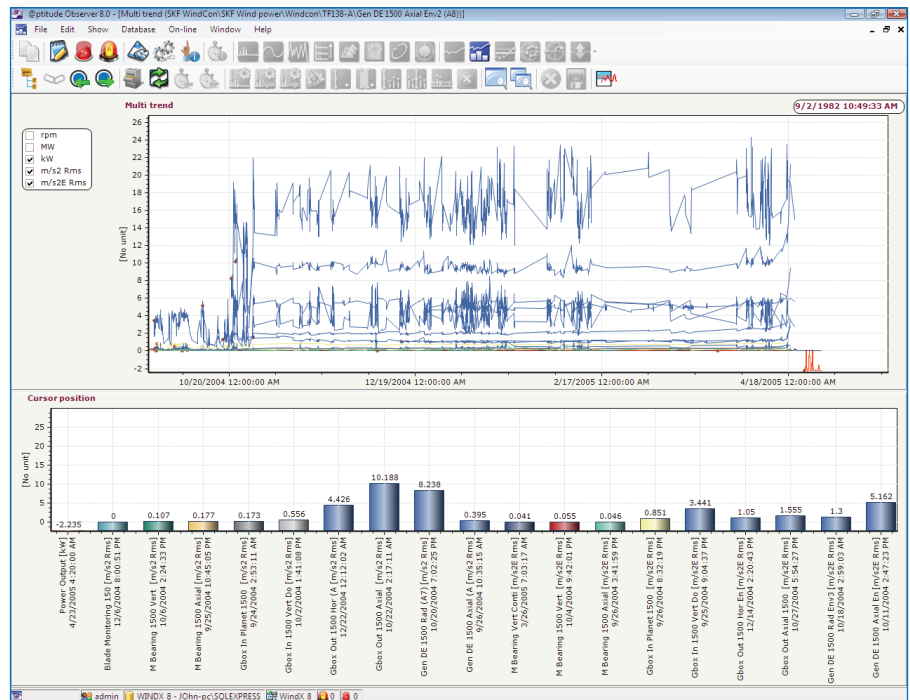 @ptitude Observer 8.0 - [Multi trend (SKF WindCon\SKF Wind power\Windcon\TF138-A\Gen DE 1500 Axial Env2 (A8))]
File Edit Show Database On-line Window Help
Multi trend
9/2/1982 10:49:33 AM
rpm
MW
kW
m/s2 Rms
m/s2E Rms
[No unit]
26
24
22
20
18
16
14
12
10
8
6
4
2
0
-2
10/20/2004 12:00:00 AM 12/19/2004 12:00:00 AM 2/17/2005 12:00:00 AM 4/18/2005 12:00:00 AM
Cursor position
[No unit]
25
20
15
10
5
0
-2.235 0 0.107 0.177 0.173 0.556 4.426 10.188 8.238 0.395 0.041 0.055 0.046 0.851 3.441 1.05 1.555 1.3 5.162
Power Output [kW]
4/23/2005 4:20:00 AM
Blade Monitoring 150 [m/s2 Rms]
12/6/2004 8:00:51 PM
M Bearing 1500 Vert [m/s2 Rms]
10/6/2004 2:24:33 PM
M Bearing 1500 Axial [m/s2 Rms]
9/25/2004 10:45:05 PM
Gbox In Planet 1500 [m/s2 Rms]
9/24/2004 2:53:11 AM
Gbox In 1500 Vert Do [m/s2 Rms]
10/2/2004 1:41:08 PM
Gbox Out 1500 Hor (A [m/s2 Rms]
12/22/2004 12:12:02 AM
Gbox Out 1500 Axial [m/s2 Rms]
10/22/2004 2:17:11 AM
Gen DE 1500 Rad (A7) [m/s2 Rms]
10/20/2004 7:02:25 PM
Gen DE 1500 Axial (A [m/s2 Rms]
9/26/2004 10:35:15 AM
M Bearing Vert Conti [m/s2E Rms]
3/26/2005 7:03:17 AM
M Bearing 1500 Vert [m/s2E Rms]
10/4/2004 9:42:01 PM
M Bearing 1500 Axial [m/s2E Rms]
9/26/2004 3:41:59 PM
Gbox In Planet 1500 [m/s2E Rms]
9/26/2004 8:32:19 PM
Gbox In 1500 Vert Do [m/s2E Rms]
9/25/2004 9:04:37 PM
Gbox Out 1500 Hor En [m/s2E Rms]
12/14/2004 2:20:43 PM
Gbox Out Axial 1500 [m/s2E Rms]
10/27/2004 5:54:27 PM
Gen DE 1500 Rad Env3 [m/s2E Rms]
10/18/2004 2:59:03 AM
Gen DE 1500 Axial En [m/s2E Rms]
10/11/2004 2:47:23 PM
admin WINDX 8 - JOhn-pc\SQLEXPRESS WindX 8 0 0